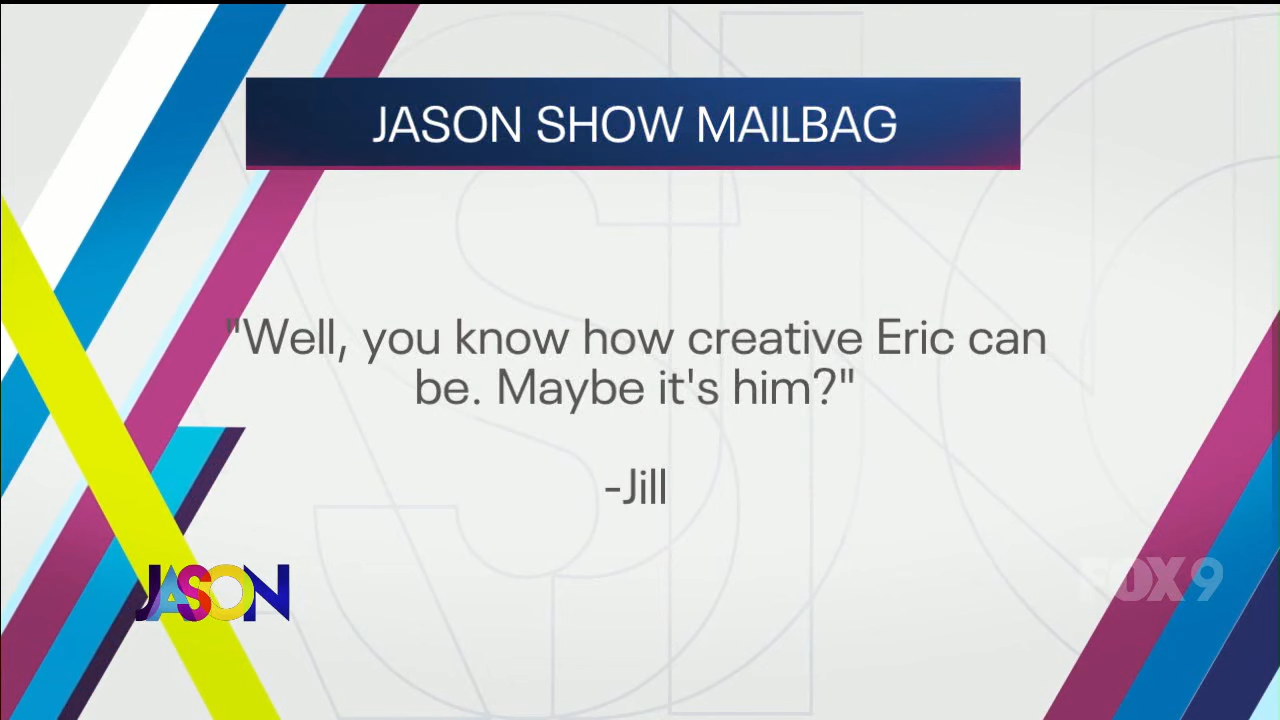 JASON SHOW MAILBAG
"Well, you know how creative Eric can
be. Maybe it's him?"
-Jill
JASON
FOX 9